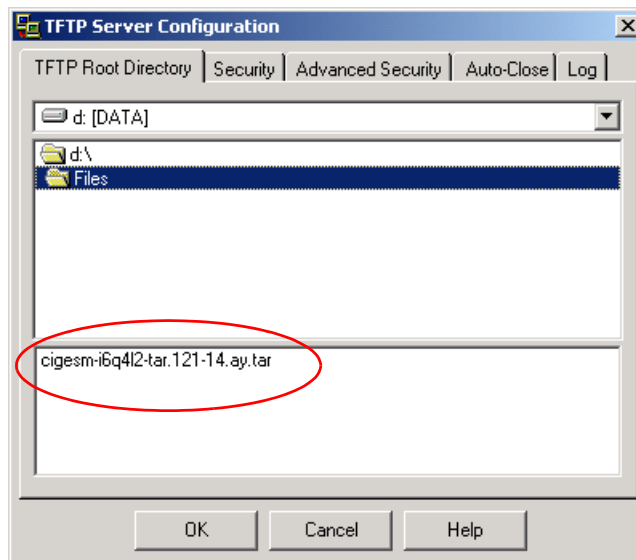 TFTP Server Configuration
TFTP Root Directory Security Advanced Security Auto-Close Log
d: [DATA]
d:\
Files
cigesm-i6q4l2-tar.121-14.ay.tar
OK Cancel Help